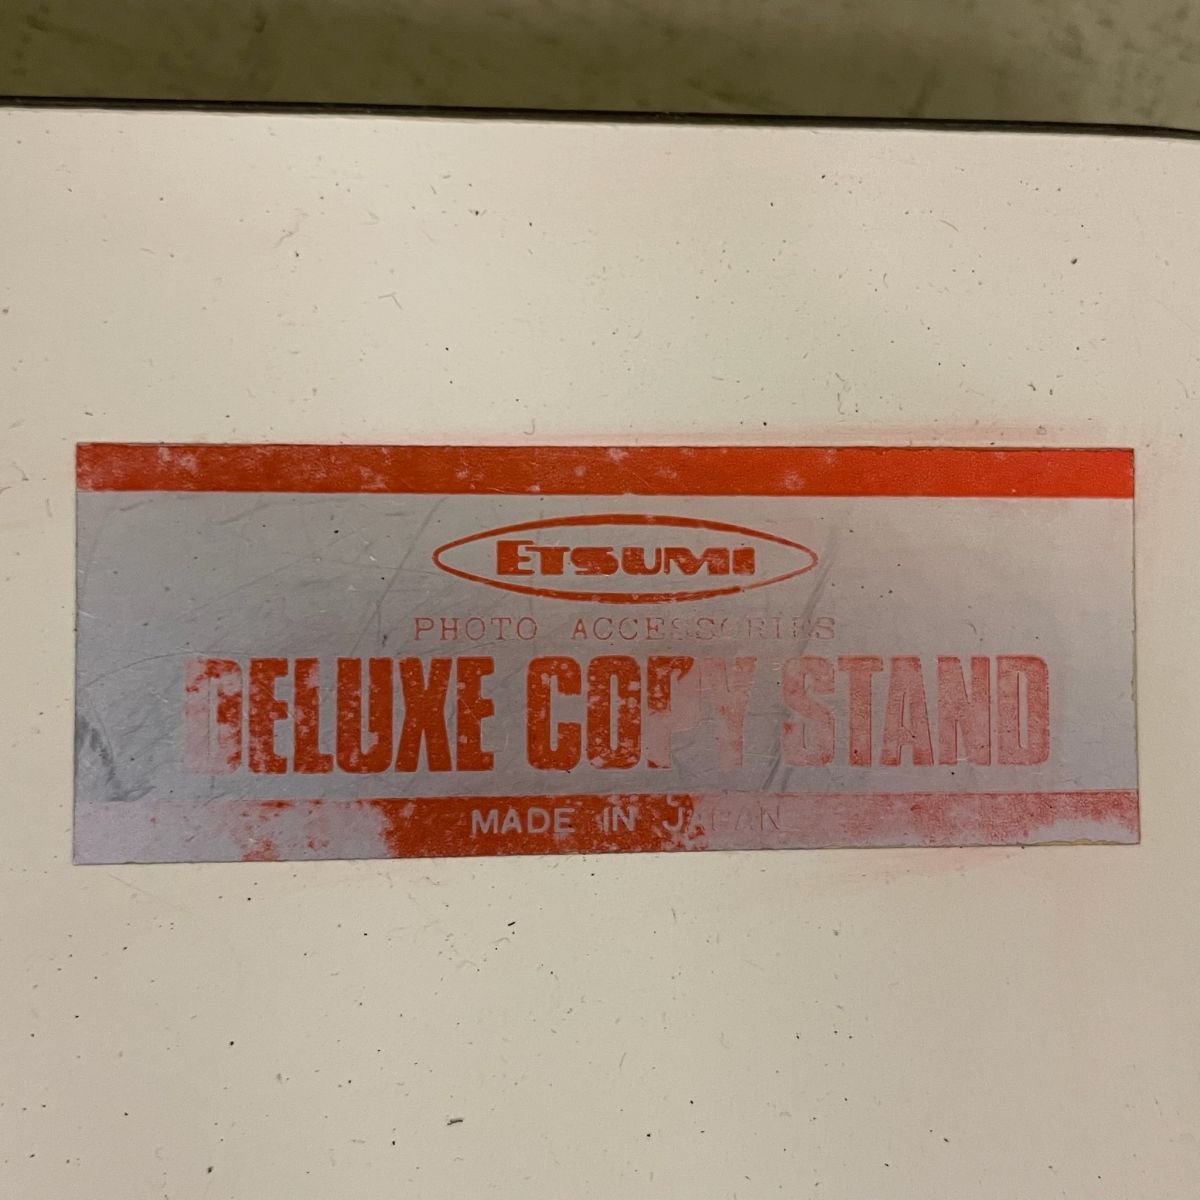 ETSUMI
PHOTO ACCESSORIES
DELUXE COPY STAND
MADE IN JAPAN